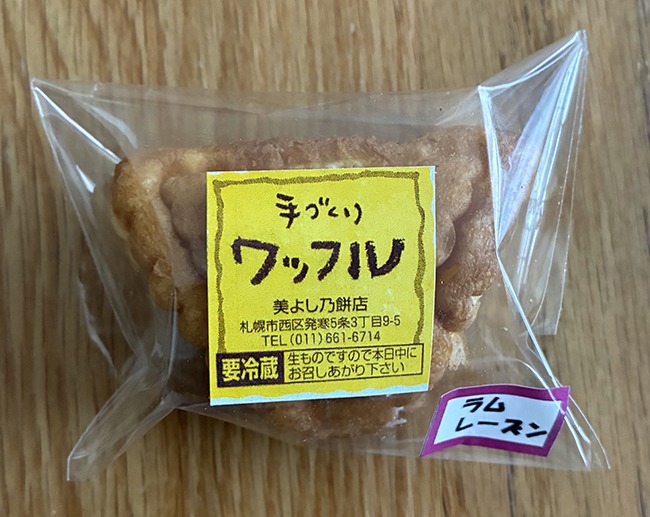 手づくり
ワッフル
美よし乃餅店
札幌市西区発寒5条3丁目9-5
TEL(011)661-6714
要冷蔵
生ものですので本日中に
お召しあがり下さい
ラム
レーズン